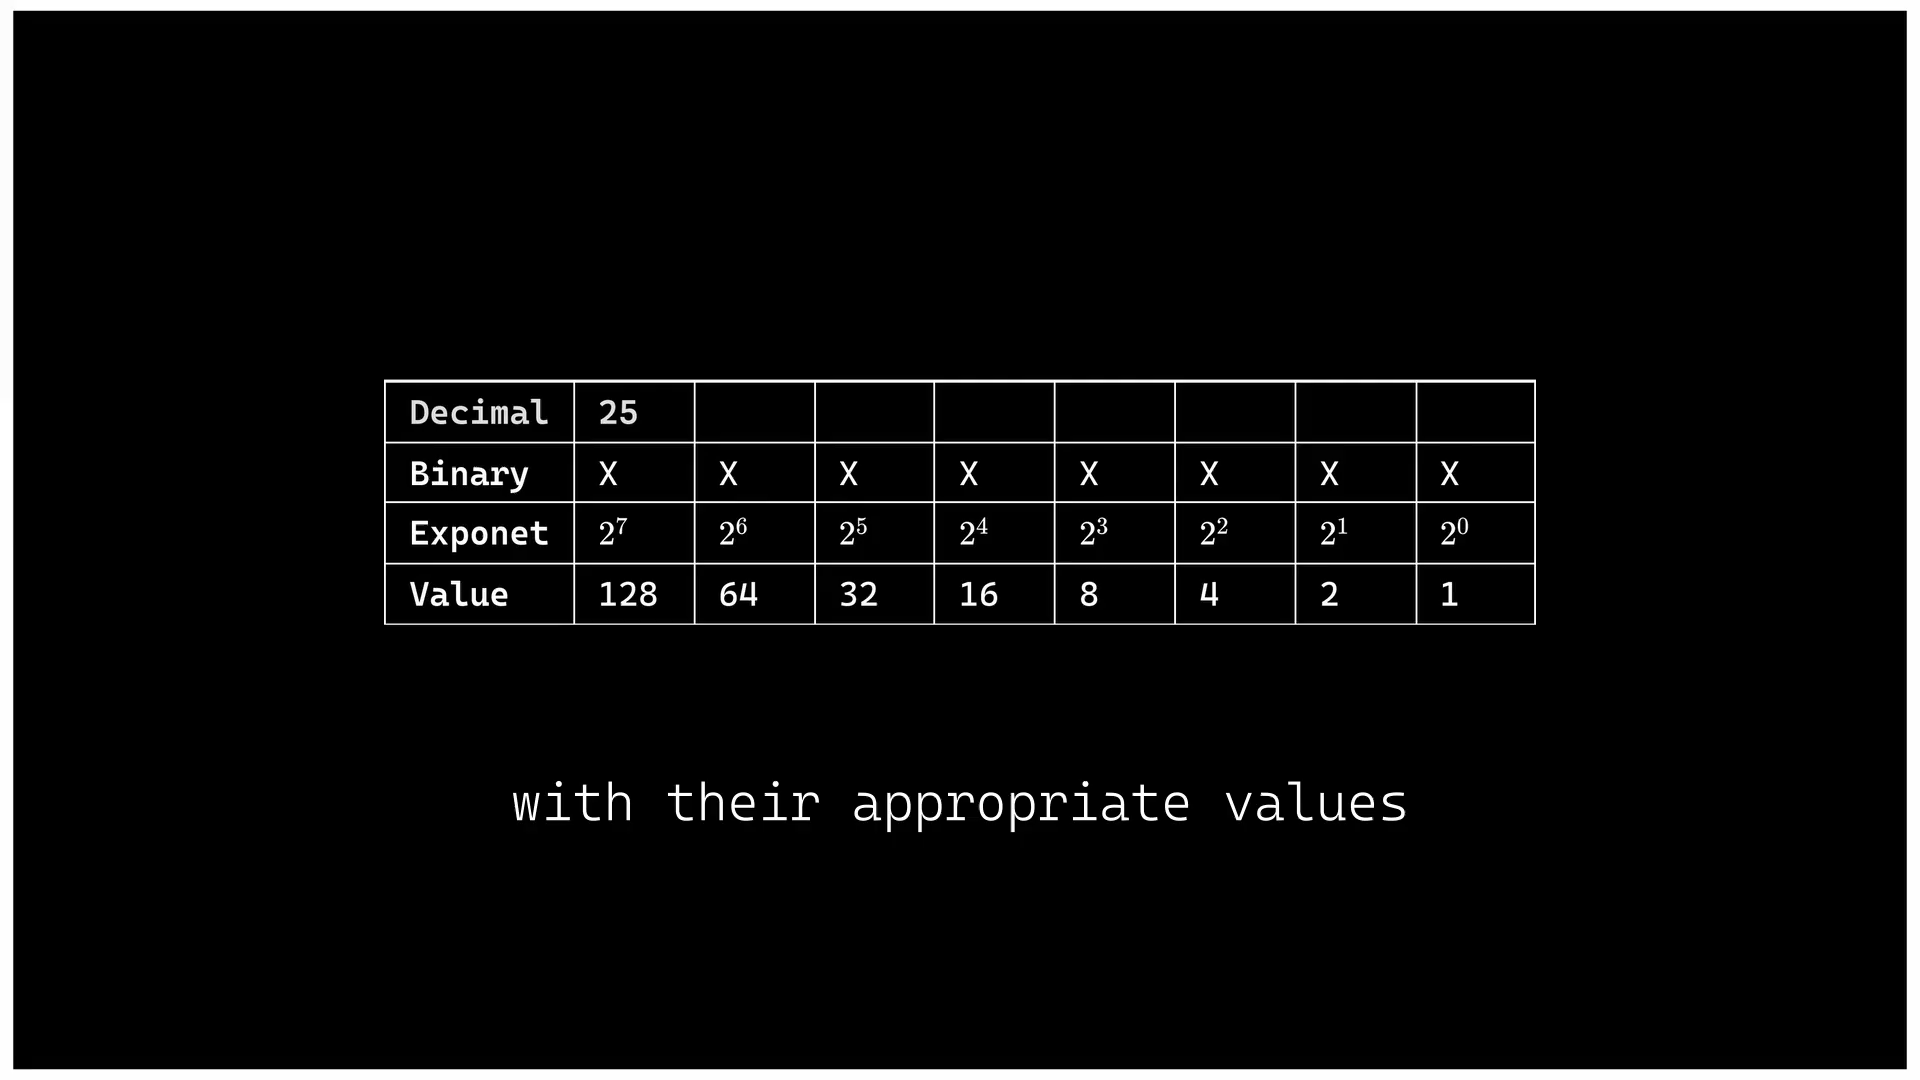 Decimal 25
Binary X X X X X X X X
Exponet 2⁷ 2⁶ 2⁵ 2⁴ 2³ 2² 2¹ 2⁰
Value 128 64 32 16 8 4 2 1
with their appropriate values